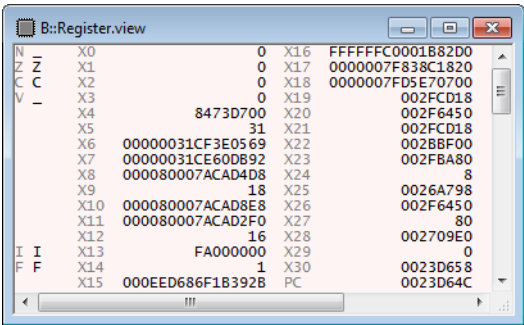 B::Register.view
N _ X0 0 X16 FFFFFFC0001B82D0
Z Z X1 0 X17 0000007F838C1820
C C X2 0 X18 0000007FD5E70700
V _ X3 0 X19 002FCD18
X4 8473D700 X20 002F6450
X5 31 X21 002FCD18
X6 00000031CF3E0569 X22 002BBF00
X7 00000031CE60DB92 X23 002FBA80
X8 000080007ACAD4D8 X24 8
X9 18 X25 0026A798
X10 000080007ACAD8E8 X26 002F6450
X11 000080007ACAD2F0 X27 80
X12 16 X28 002709E0
I I X13 FA000000 X29 0
F F X14 1 X30 0023D658
X15 000EED686F1B392B PC 0023D64C